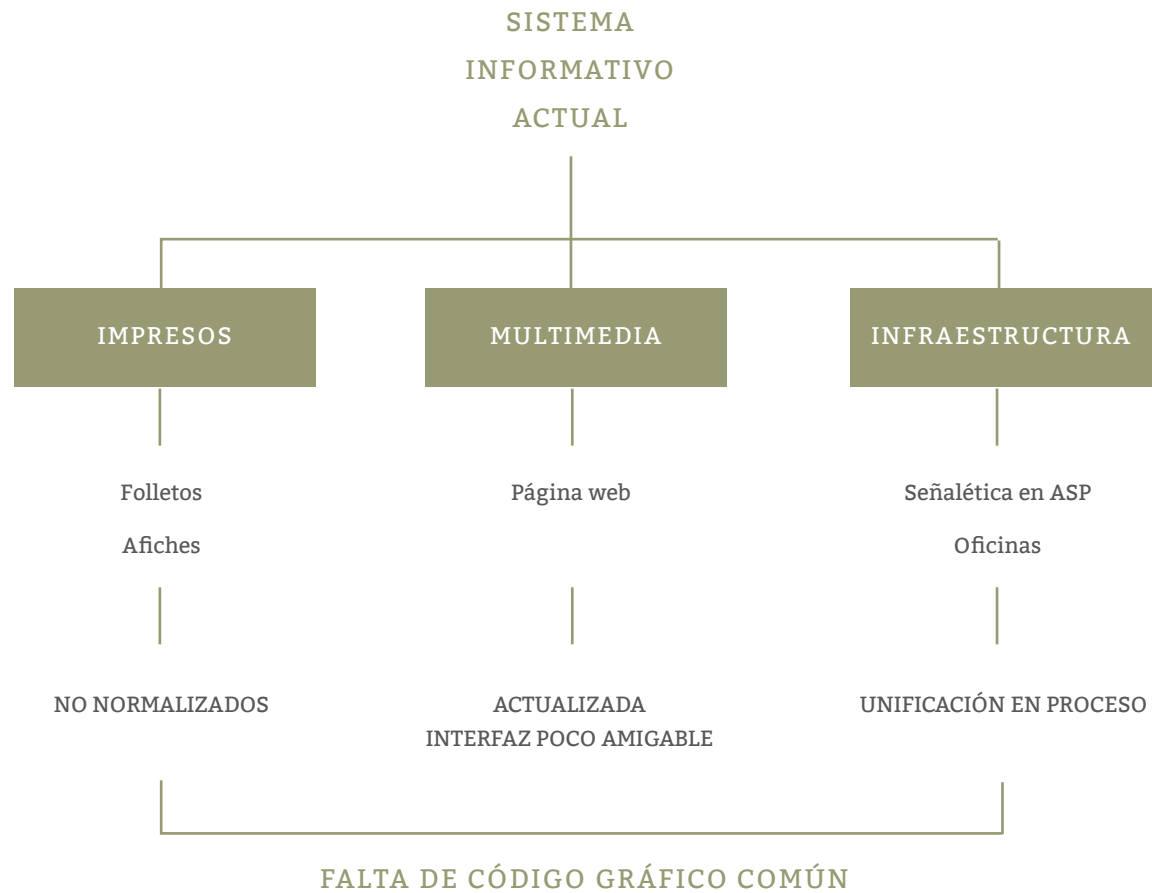 SISTEMA
INFORMATIVO
ACTUAL
IMPRESOS
MULTIMEDIA
INFRAESTRUCTURA
Folletos
Afiches
Página web
Señalética en ASP
Oficinas
NO NORMALIZADOS
ACTUALIZADA
INTERFAZ POCO AMIGABLE
UNIFICACIÓN EN PROCESO
FALTA DE CÓDIGO GRÁFICO COMÚN